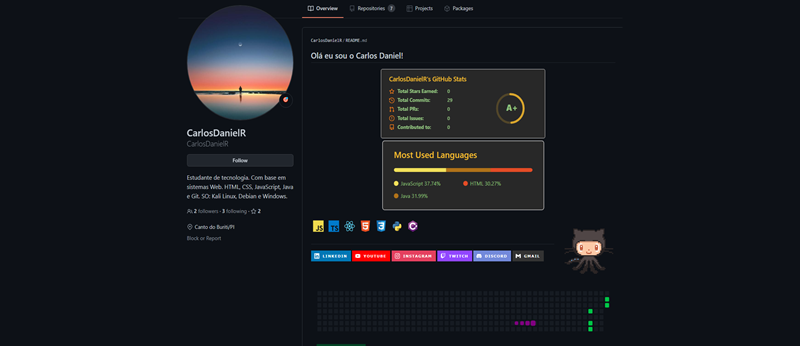 Overview
Repositories 7
Projects
Packages
CarlosDanielR / README.md
Olá eu sou o Carlos Daniel!
CarlosDanielR's GitHub Stats
Total Stars Earned: 0
Total Commits: 29
Total PRs: 0
Total Issues: 0
Contributed to: 0
A+
Most Used Languages
JavaScript 37.74%
HTML 30.27%
Java 31.99%
JS
TS
LINKEDIN
YOUTUBE
INSTAGRAM
TWITCH
DISCORD
GMAIL
CarlosDanielR
CarlosDanielR
Follow
Estudante de tecnologia. Com base em
sistemas Web. HTML, CSS, JavaScript, Java
e Git. SO: Kali Linux, Debian e Windows.
2 followers · 3 following · 2
Canto do Buriti/PI
Block or Report